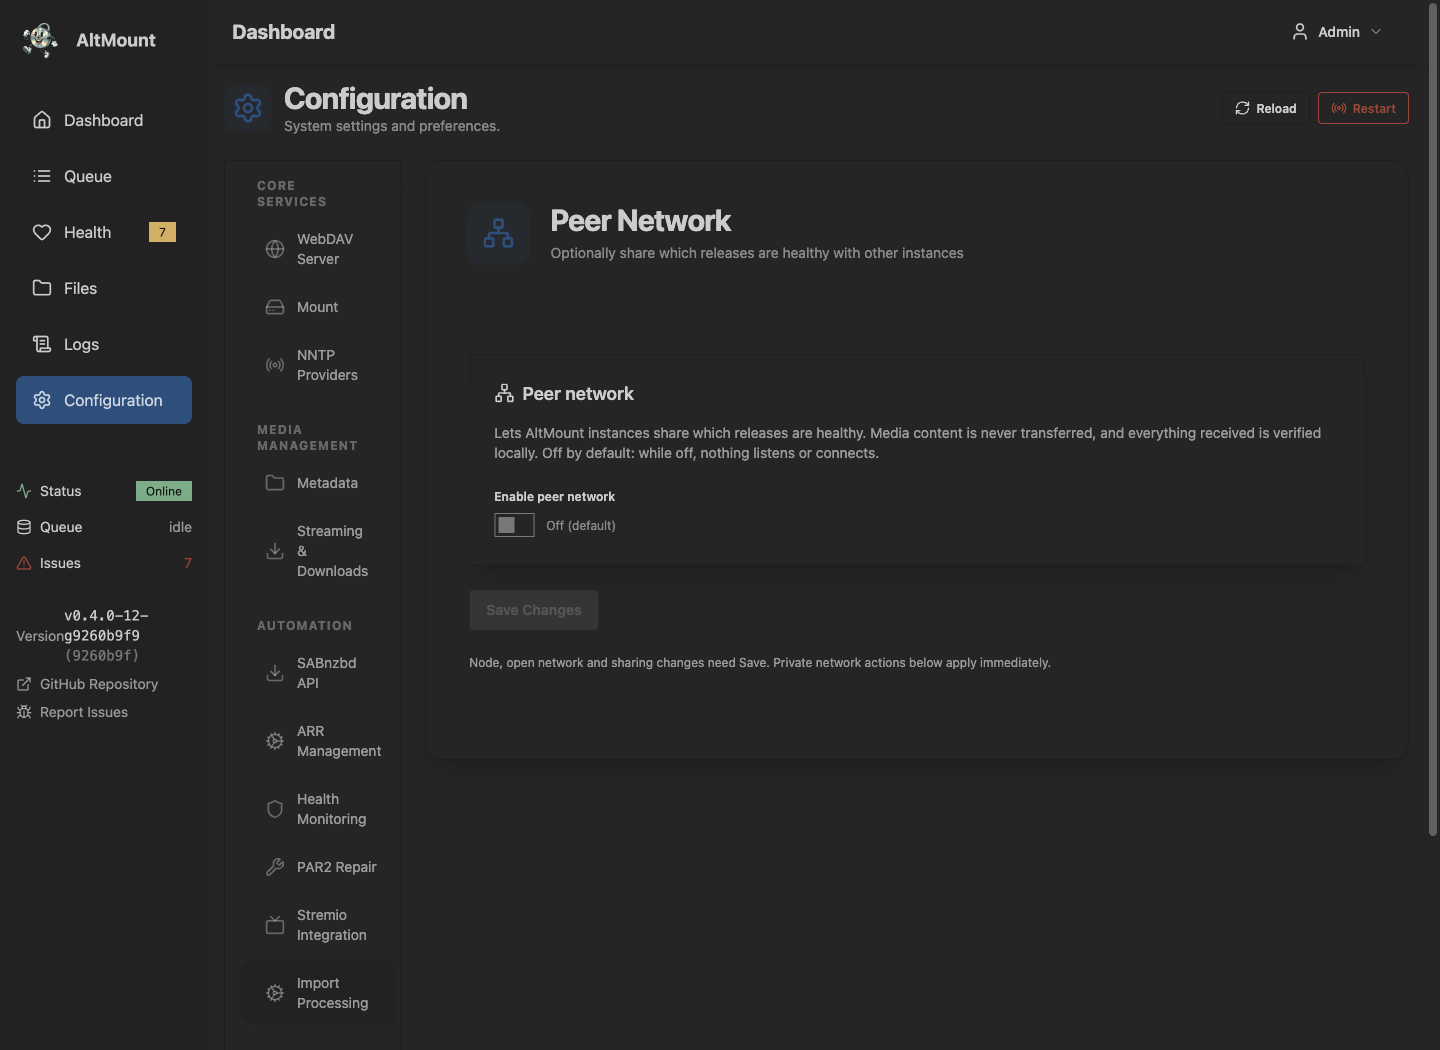 AltMount
Dashboard
Queue
Health
7
Files
Logs
Configuration
Status
Online
Queue
idle
Issues
7
Version
v0.4.0-12-
g9260b9f9
(9260b9f)
GitHub Repository
Report Issues
Dashboard
Admin
Configuration
System settings and preferences.
Reload
Restart
CORE
SERVICES
WebDAV
Server
Mount
NNTP
Providers
MEDIA
MANAGEMENT
Metadata
Streaming
&
Downloads
AUTOMATION
SABnzbd
API
ARR
Management
Health
Monitoring
PAR2 Repair
Stremio
Integration
Import
Processing
Peer Network
Optionally share which releases are healthy with other instances
Peer network
Lets AltMount instances share which releases are healthy. Media content is never transferred, and everything received is verified
locally. Off by default: while off, nothing listens or connects.
Enable peer network
Off (default)
Save Changes
Node, open network and sharing changes need Save. Private network actions below apply immediately.